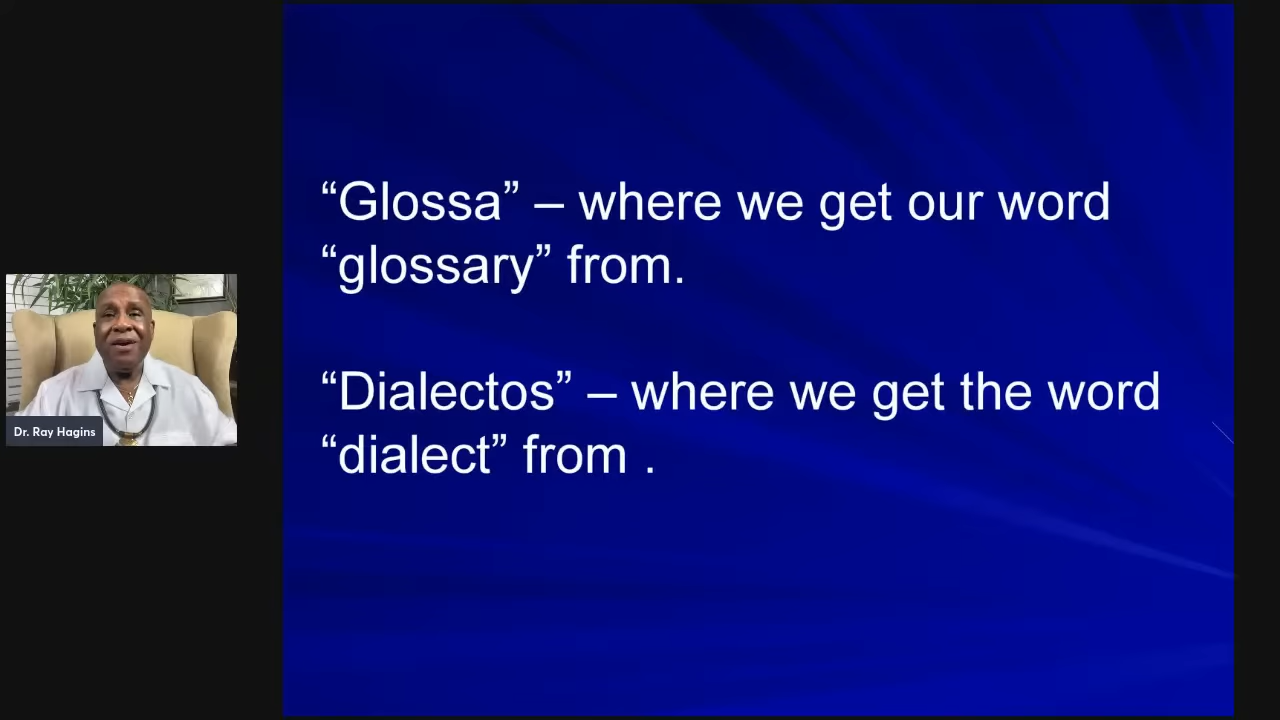 “Glossa” – where we get our word
“glossary” from.
“Dialectos” – where we get the word
“dialect” from .
Dr. Ray Hagins